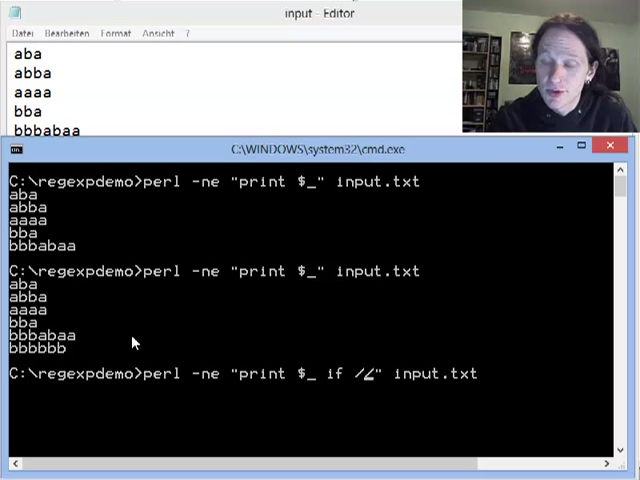 input - Editor
Datei Bearbeiten Format Ansicht ?
aba
abba
aaaa
bba
bbbabaa
C:\WINDOWS\system32\cmd.exe
C:\regexpdemo>perl -ne "print $_" input.txt
aba
abba
aaaa
bba
bbbabaa
C:\regexpdemo>perl -ne "print $_" input.txt
aba
abba
aaaa
bba
bbbabaa
bbbbbb
C:\regexpdemo>perl -ne "print $_ if //" input.txt